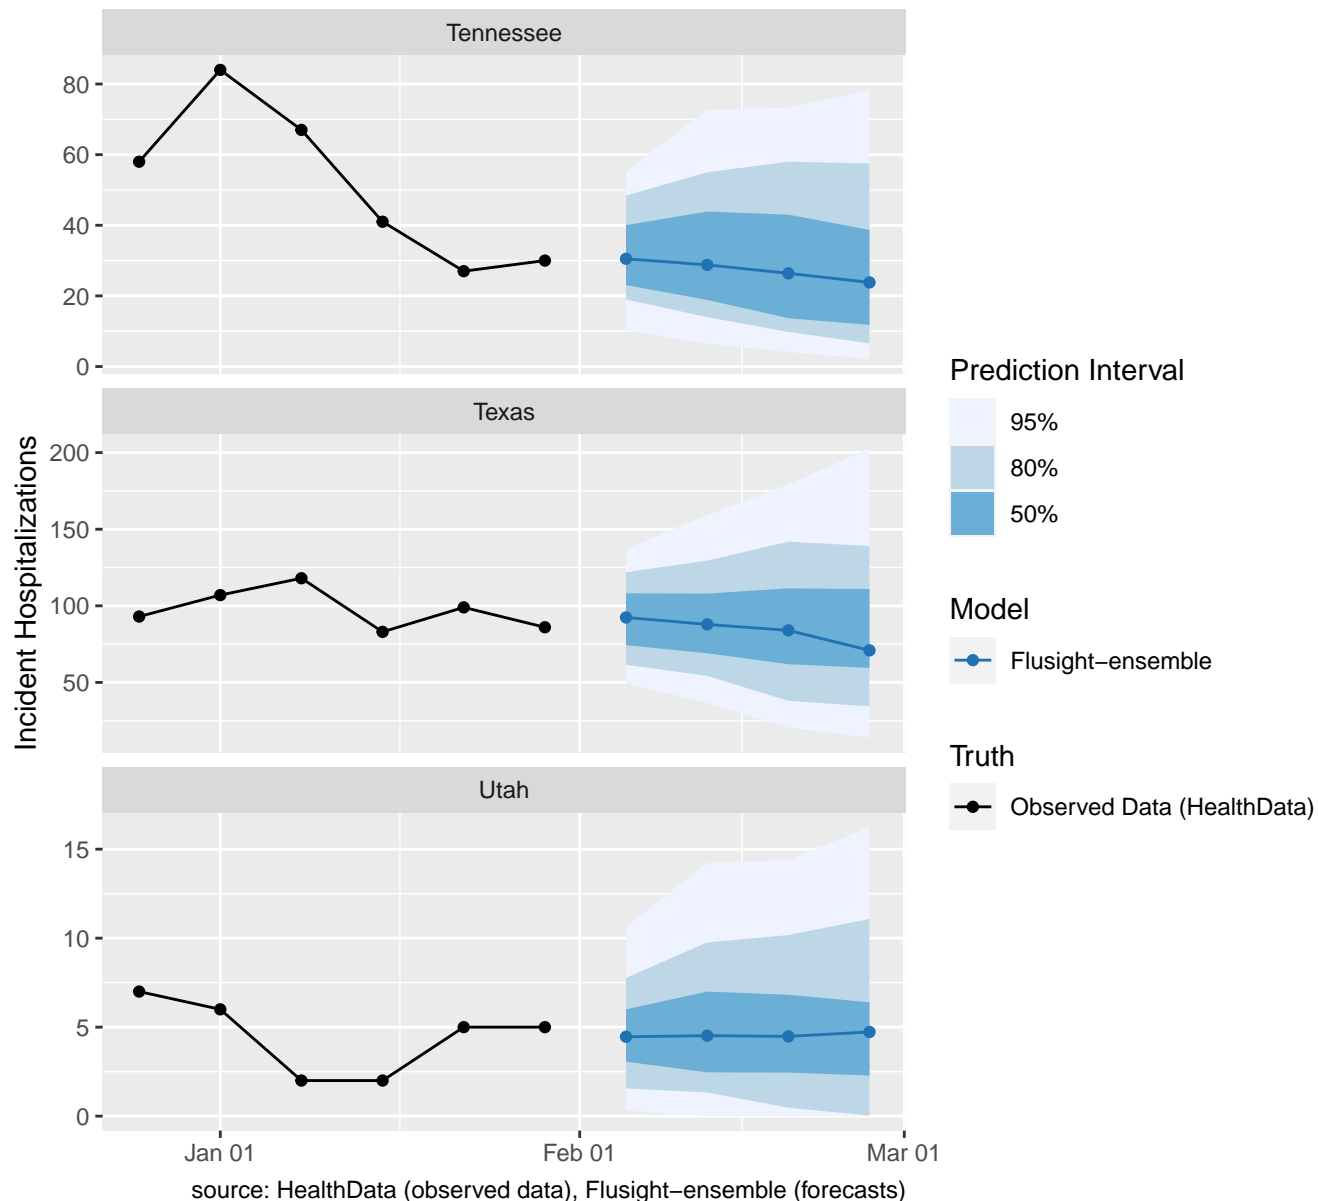 Tennessee
80
60
40
20
0
Texas
200
150
100
50
Utah
15
10
5
0
Jan 01
Feb 01
Mar 01
Incident Hospitalizations
source: HealthData (observed data), Flusight−ensemble (forecasts)
Prediction Interval
95%
80%
50%
Model
Flusight−ensemble
Truth
Observed Data (HealthData)